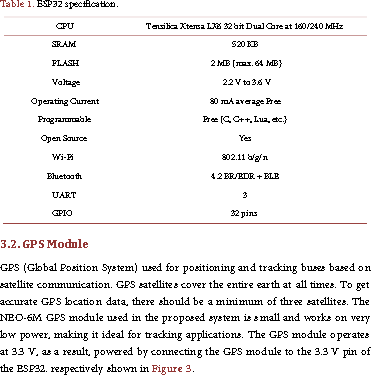 Table 1. ESP32 specification.
CPU Tensilica Xtensa LX6 32 bit Dual Core at 160/240 MHz
SRAM 520 KB
FLASH 2 MB (max. 64 MB)
Voltage 2.2 V to 3.6 V
Operating Current 80 mA average Free
Programmable Free (C, C++, Lua, etc.)
Open Source Yes
Wi-Fi 802.11 b/g/n
Bluetooth 4.2 BR/EDR + BLE
UART 3
GPIO 32 pins
3.2. GPS Module
GPS (Global Position System) used for positioning and tracking buses based on
satellite communication. GPS satellites cover the entire earth at all times. To get
accurate GPS location data, there should be a minimum of three satellites. The
NEO-6M GPS module used in the proposed system is small and works on very
low power, making it ideal for tracking applications. The GPS module operates
at 3.3 V, as a result, powered by connecting the GPS module to the 3.3 V pin of
the ESP32. respectively shown in Figure 3.